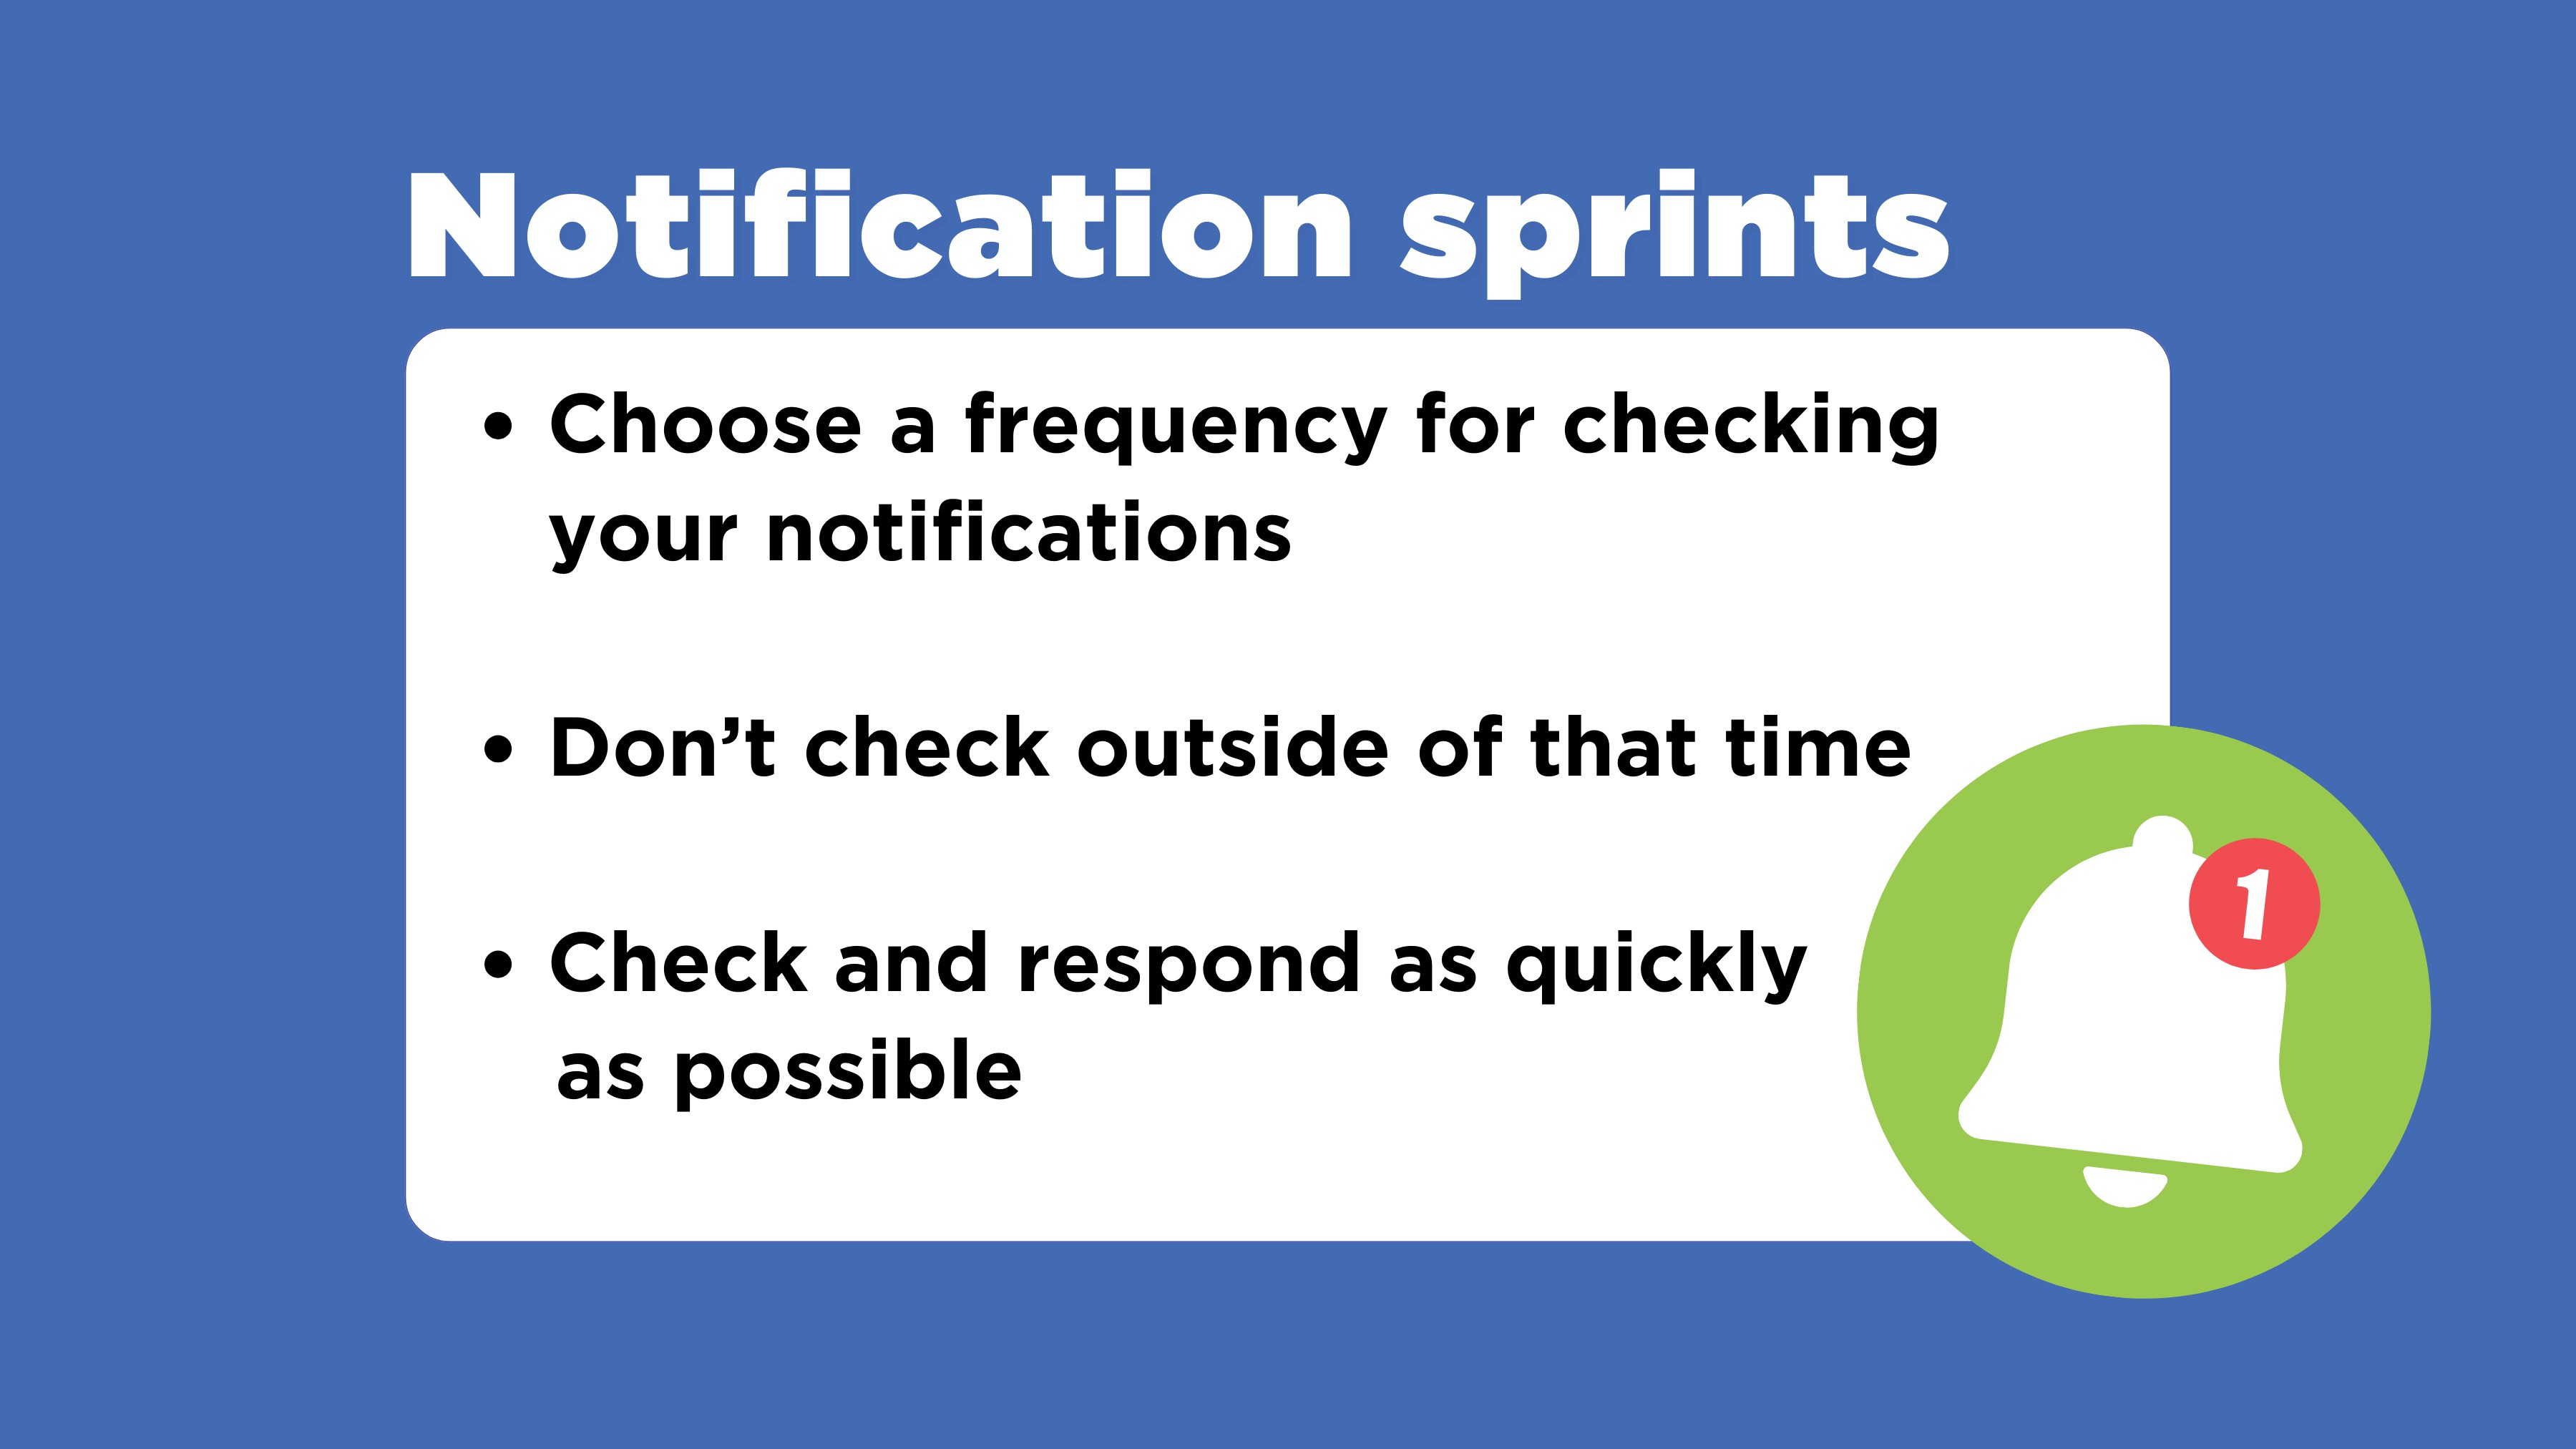 Notification sprints
• Choose a frequency for checking
your notifications
• Don’t check outside of that time
• Check and respond as quickly
as possible
1